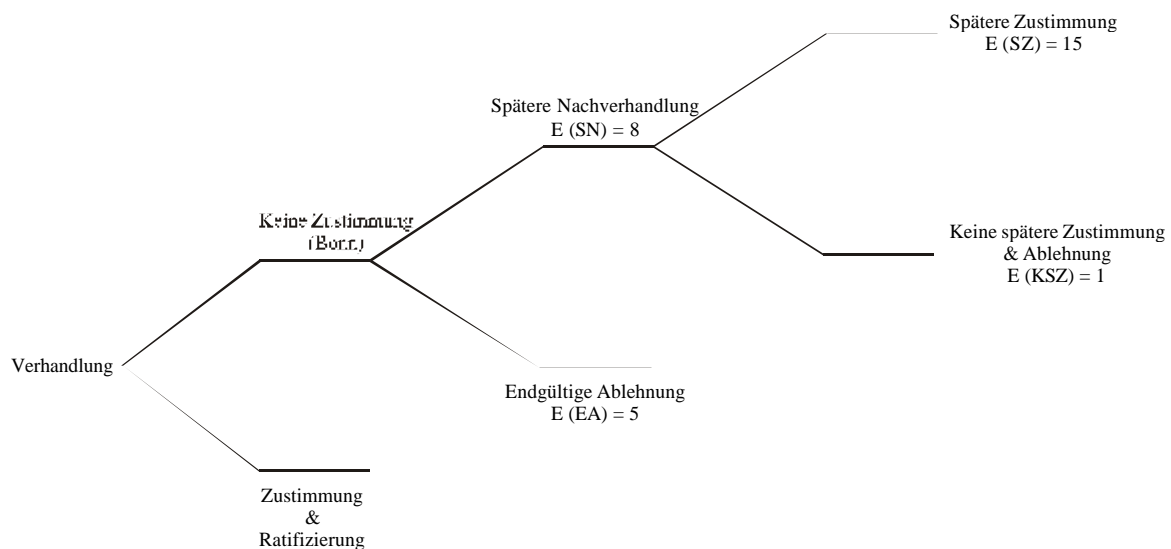 Spätere Zustimmung
E (SZ) = 15
Spätere Nachverhandlung
E (SN) = 8
Keine Zustimmung
(Bonn)
Keine spätere Zustimmung
& Ablehnung
E (KSZ) = 1
Verhandlung
Endgültige Ablehnung
E (EA) = 5
Zustimmung
&
Ratifizierung